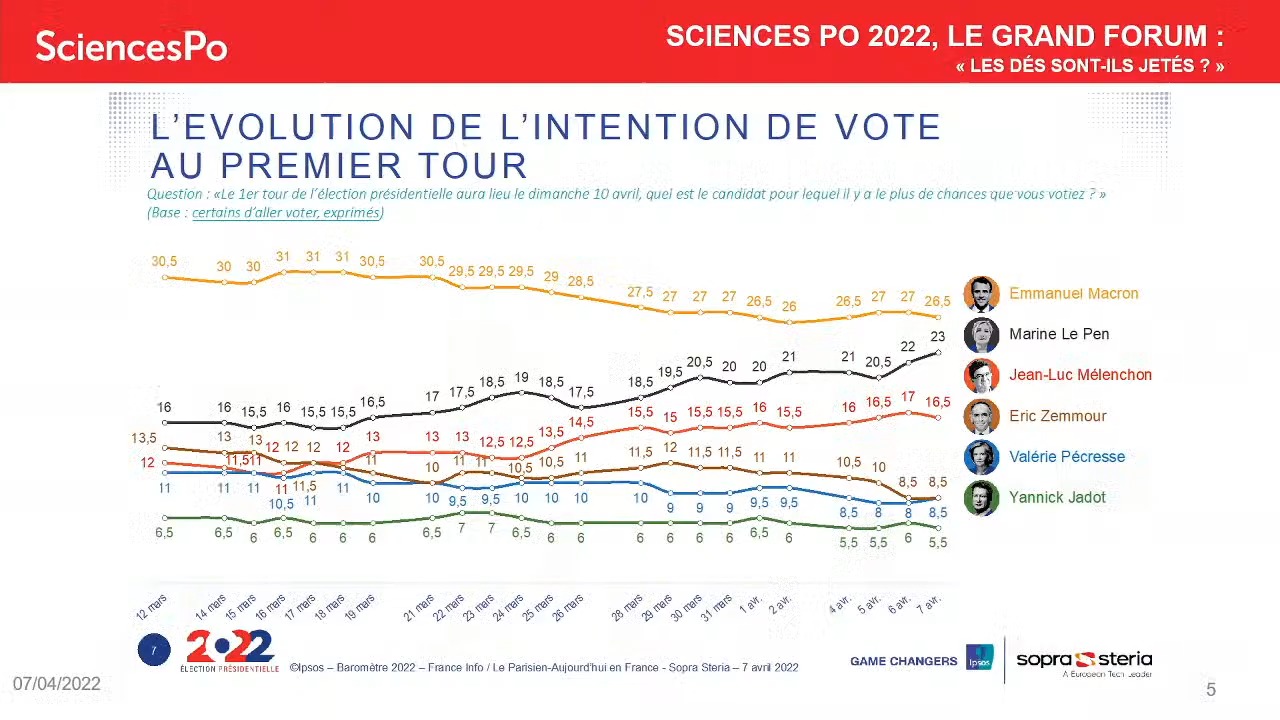 SciencesPo
SCIENCES PO 2022, LE GRAND FORUM :
« LES DÉS SONT-ILS JETÉS ? »
L'EVOLUTION DE L'INTENTION DE VOTE
AU PREMIER TOUR
Question : «Le 1er tour de l'élection présidentielle aura lieu le dimanche 10 avril, quel est le candidat pour lequel il y a le plus de chances que vous votiez ? »
(Base : certains d'aller voter, exprimés)
30,5 30 30 31 31 31 30,5 30,5 29,5 29,5 29,5 29 28,5 27,5 27 27 27 26,5 26 26,5 27 27 26,5
Emmanuel Macron
16 16 15,5 16 15,5 15,5 16,5 17 17,5 18,5 19 18,5 17,5 18,5 19,5 20,5 20 20 21 21 20,5 22 23
Marine Le Pen
12 11,5 11 11 12 12 13 13 13 12,5 12,5 13,5 14,5 15,5 15 15,5 15,5 16 15,5 16 16,5 17 16,5
Jean-Luc Mélenchon
13,5 13 13 12 12 11,5 11 10 11 11 10,5 10,5 11 11,5 12 11,5 11,5 11 11 10,5 10 8,5 8,5
Eric Zemmour
11 11 11 10,5 11 11 10 10 9,5 9,5 10 10 10 10 9 9 9 9,5 9,5 8,5 8 8 8,5
Valérie Pécresse
6,5 6,5 6 6,5 6 6 6 6,5 7 7 6,5 6 6 6 6 6 6 6,5 6 5,5 5,5 6 5,5
Yannick Jadot
12 mars 14 mars 15 mars 16 mars 17 mars 18 mars 19 mars 21 mars 22 mars 23 mars 24 mars 25 mars 26 mars 28 mars 29 mars 30 mars 31 mars 1 avr. 2 avr. 4 avr. 5 avr. 6 avr. 7 avr.
7
2022
ÉLECTION PRÉSIDENTIELLE
©Ipsos – Baromètre 2022 – France Info / Le Parisien-Aujourd'hui en France - Sopra Steria – 7 avril 2022
GAME CHANGERS
Ipsos
sopra steria
A European Tech Leader
07/04/2022
5